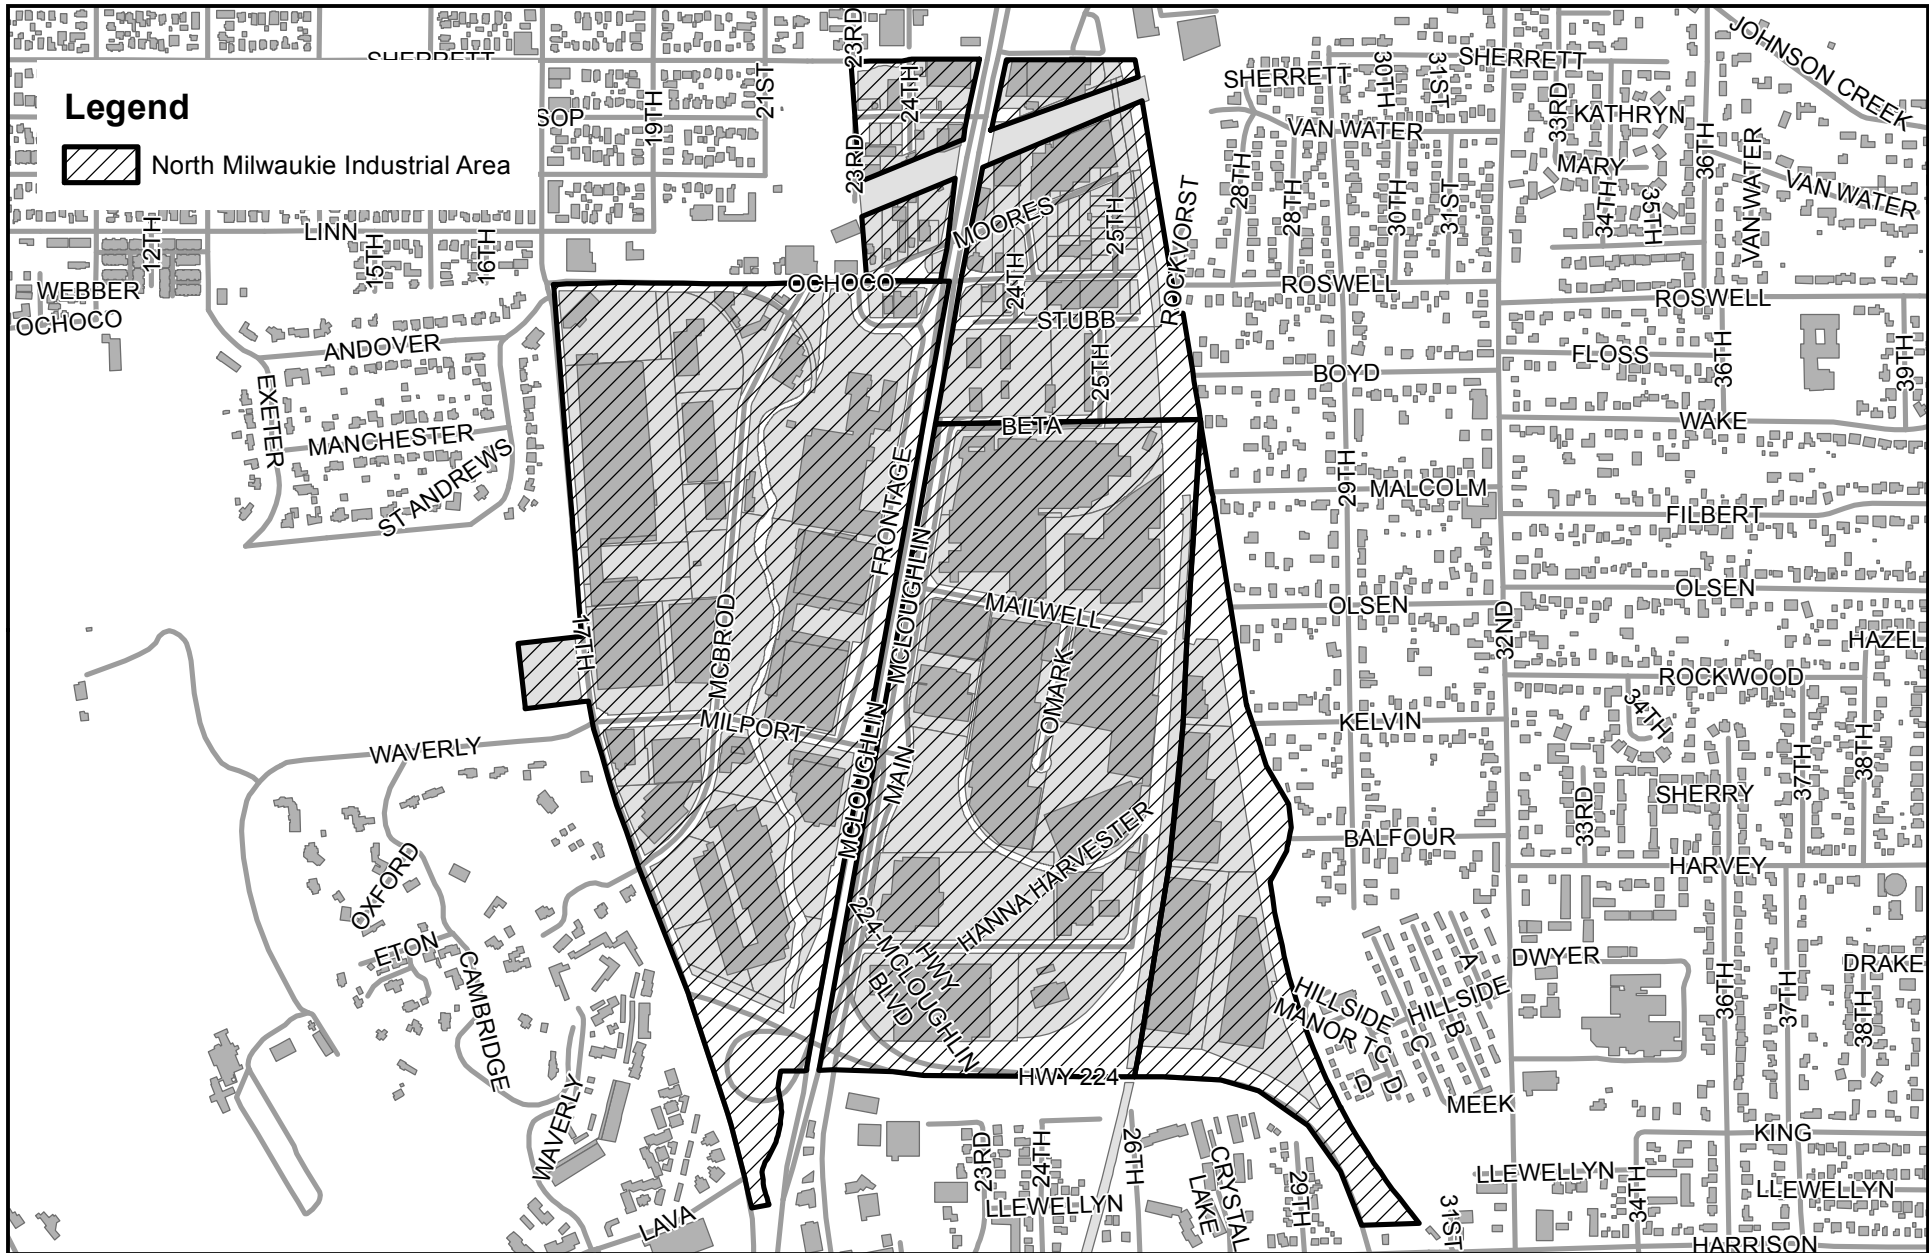 SHERRETT
23RD
24TH
SHERRETT
SHERRETT
30TH
31ST
JOHNSON CREEK
Legend
North Milwaukie Industrial Area
SOP
19TH
21ST
33RD
KATHRYN
36TH
VAN WATER
VAN WATER
VAN WATER
MARY
23RD
28TH
28TH
30TH
31ST
34TH
35TH
12TH
LINN
15TH
16TH
MOORES
25TH
24TH
ROCKVORST
WEBBER
OCHOCO
OCHOCO
ROSWELL
ROSWELL
STUBB
ANDOVER
25TH
FLOSS
36TH
39TH
BOYD
EXETER
MANCHESTER
ST ANDREWS
BETA
WAKE
FRONTAGE
29TH
MALCOLM
FILBERT
MCLOUGHLIN
MAILWELL
OLSEN
OLSEN
32ND
17TH
MCBROD
OMARK
HAZEL
ROCKWOOD
34TH
MILPORT
KELVIN
WAVERLY
MCLOUGHLIN
MAIN
37TH
38TH
SHERRY
33RD
BALFOUR
HARVEY
HANNA HARVESTER
OXFORD
ETON
CAMBRIDGE
224-MCLOUGHLIN
HWY
BLVD
DWYER
DRAKE
A
HILLSIDE
HILLSIDE
MANOR TC
B
C
D
D
36TH
37TH
38TH
HWY 224
MEEK
WAVERLY
KING
23RD
24TH
26TH
CRYSTAL
LAKE
29TH
LLEWELLYN
LLEWELLYN
LLEWELLYN
34TH
31ST
LAVA
HARRISON